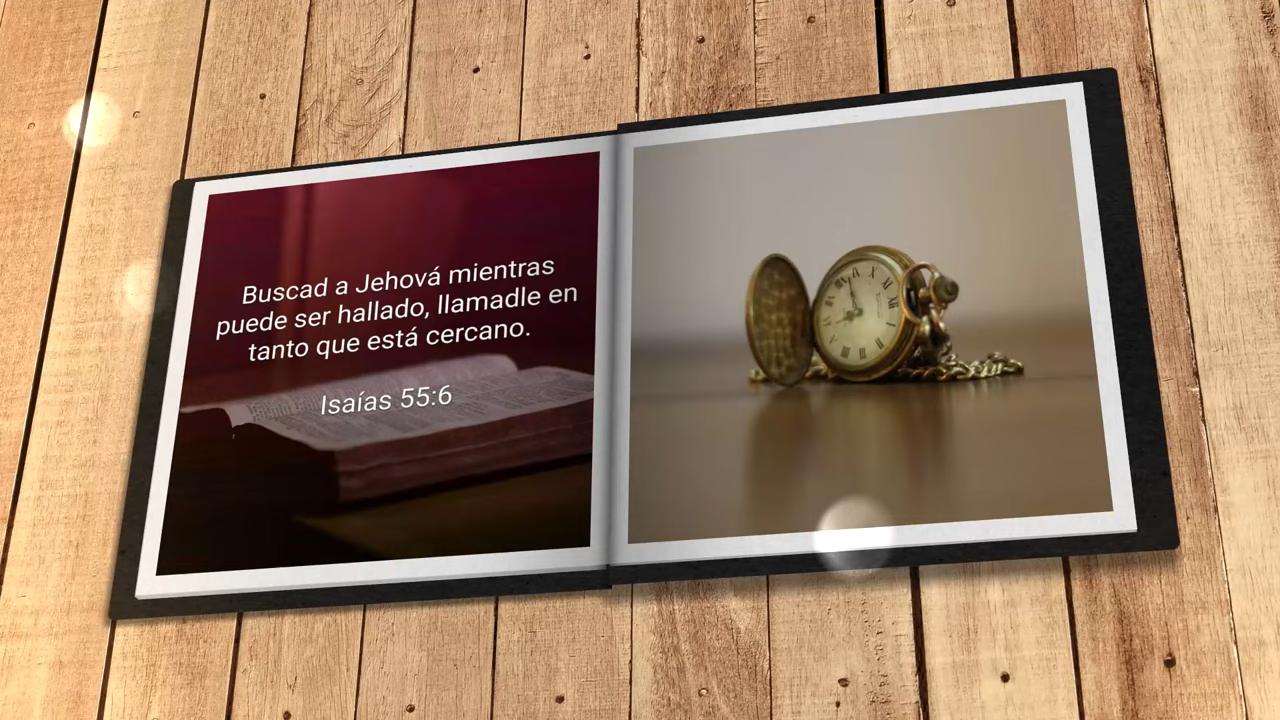 Buscad a Jehová mientras
puede ser hallado, llamadle en
tanto que está cercano.
Isaías 55:6